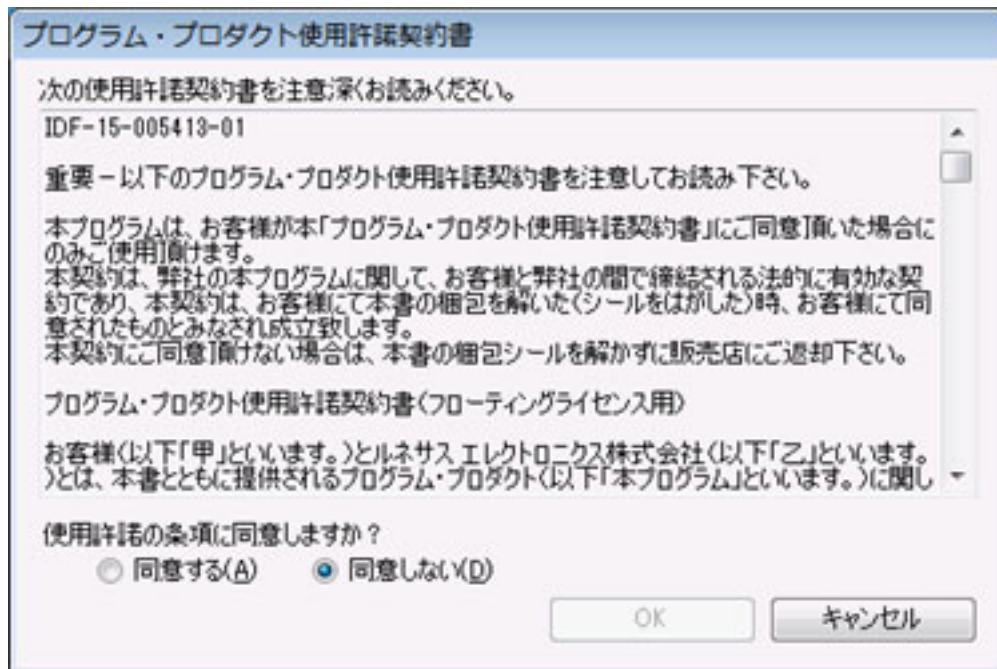 プログラム・プロダクト使用許諾契約書
次の使用許諾契約書を注意深くお読みください。
IDF-15-005413-01
重要－以下のプログラム・プロダクト使用許諾契約書を注意してお読み下さい。
本プログラムは、お客様が本「プログラム・プロダクト使用許諾契約書」にご同意頂いた場合に
のみご使用頂けます。
本契約は、弊社の本プログラムに関して、お客様と弊社の間で締結される法的に有効な契
約であり、本契約は、お客様にて本書の梱包を解いた(シールをはがした)時、お客様にて同
意されたものとみなされ成立致します。
本契約にご同意頂けない場合は、本書の梱包シールを解かずに販売店にご返却下さい。
プログラム・プロダクト使用許諾契約書(フローティングライセンス用)
お客様(以下「甲」といいます。)とルネサス エレクトロニクス株式会社(以下「乙」といいます。
)とは、本書とともに提供されるプログラム・プロダクト(以下「本プログラム」といいます。)に関し
使用許諾の条項に同意しますか？
同意する(A) 同意しない(D)
OK キャンセル